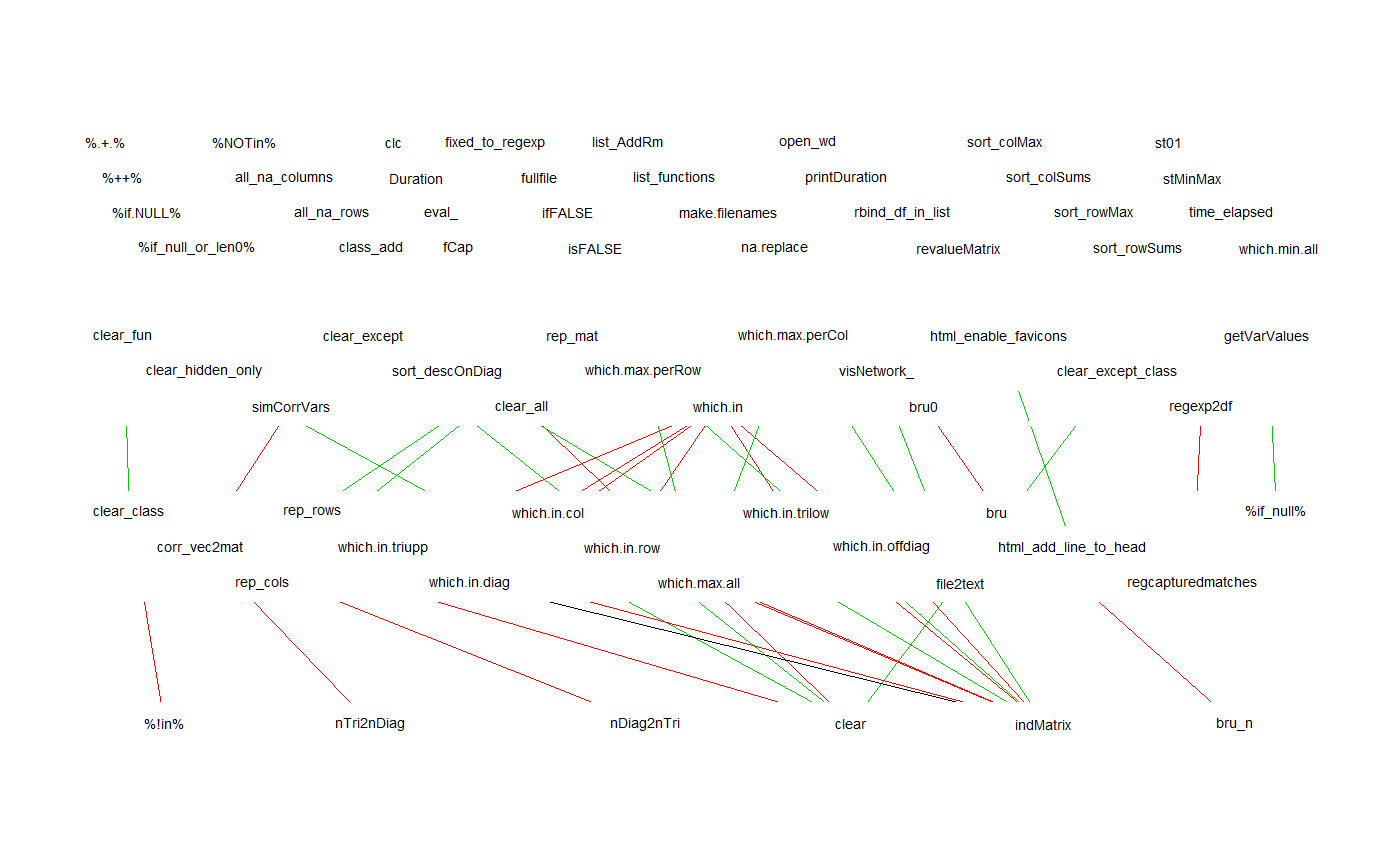 %.+.% %NOTin% clc fixed_to_regexp list_AddRm open_wd sort_colMax st01
%++% all_na_columns Duration fullfile list_functions printDuration sort_colSums stMinMax
%if.NULL% all_na_rows eval_ ifFALSE make.filenames rbind_df_in_list sort_rowMax time_elapsed
%if_null_or_len0% class_add fCap isFALSE na.replace revalueMatrix sort_rowSums which.min.all
clear_fun clear_except rep_mat which.max.perCol html_enable_favicons getVarValues
clear_hidden_only sort_descOnDiag which.max.perRow visNetwork_ clear_except_class
simCorrVars clear_all which.in bru0 regexp2df
clear_class rep_rows which.in.col which.in.trilow bru %if_null%
corr_vec2mat which.in.triupp which.in.row which.in.offdiag html_add_line_to_head
rep_cols which.in.diag which.max.all file2text regcapturedmatches
%!in% nTri2nDiag nDiag2nTri clear indMatrix bru_n